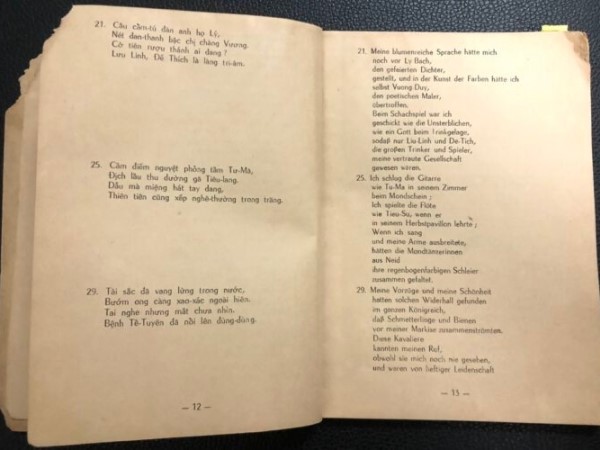 21. Câu cẩm-tú đàn anh họ Lý,
Nét đan-thanh bậc chị chàng Vương.
Cờ tiên rượu thánh ai đang ?
Lưu Linh, Đế Thích là làng tri-âm.
25. Cầm điếm nguyệt phỏng tầm Tư-Mã,
Địch lầu thu đường gã Tiêu-lang.
Dẫu mà miệng hát tay dang,
Thiên tiên cũng xếp nghê-thường trong trăng.
29. Tài sắc đã vang lừng trong nước,
Bướm ong càng xao-xác ngoài hiên.
Tai nghe nhưng mắt chưa nhìn.
Bệnh Tề-Tuyên đã nổi lên đùng-đùng.
— 12 —
21. Meine blumenreiche Sprache hätte mich
noch vor Ly Bach,
den gefeierten Dichter,
gestellt, und in der Kunst der Farben hätte ich
selbst Vuong Duy,
den poetischen Maler,
übertroffen.
Beim Schachspiel war ich
geschickt wie die Unsterblichen,
wie ein Gott beim Trinkgelage,
sodaß nur Liu-Linh und De-Tich,
die großen Trinker und Spieler,
meine vertraute Gesellschaft
gewesen wären.
25. Ich schlug die Gitarre
wie Tu-Ma in seinem Zimmer
beim Mondschein ;
Ich spielte die Flöte
wie Tieu-Su, wenn er
in seinem Herbstpavillon lehrte ;
Wenn ich sang
und meine Arme ausbreitete,
hätten die Mondtänzerinnen
aus Neid
ihre regenbogenfarbigen Schleier
zusammen gefaltet.
29. Meine Vorzüge und meine Schönheit
hatten solchen Widerhall gefunden
im ganzen Königreich,
daß Schmetterlinge und Bienen
vor meiner Markise zusammenströmten.
Diese Kavaliere
kannten meinen Ruf,
obwohl sie mich noch nie gesehen,
und waren von heftiger Leidenschaft
— 13 —